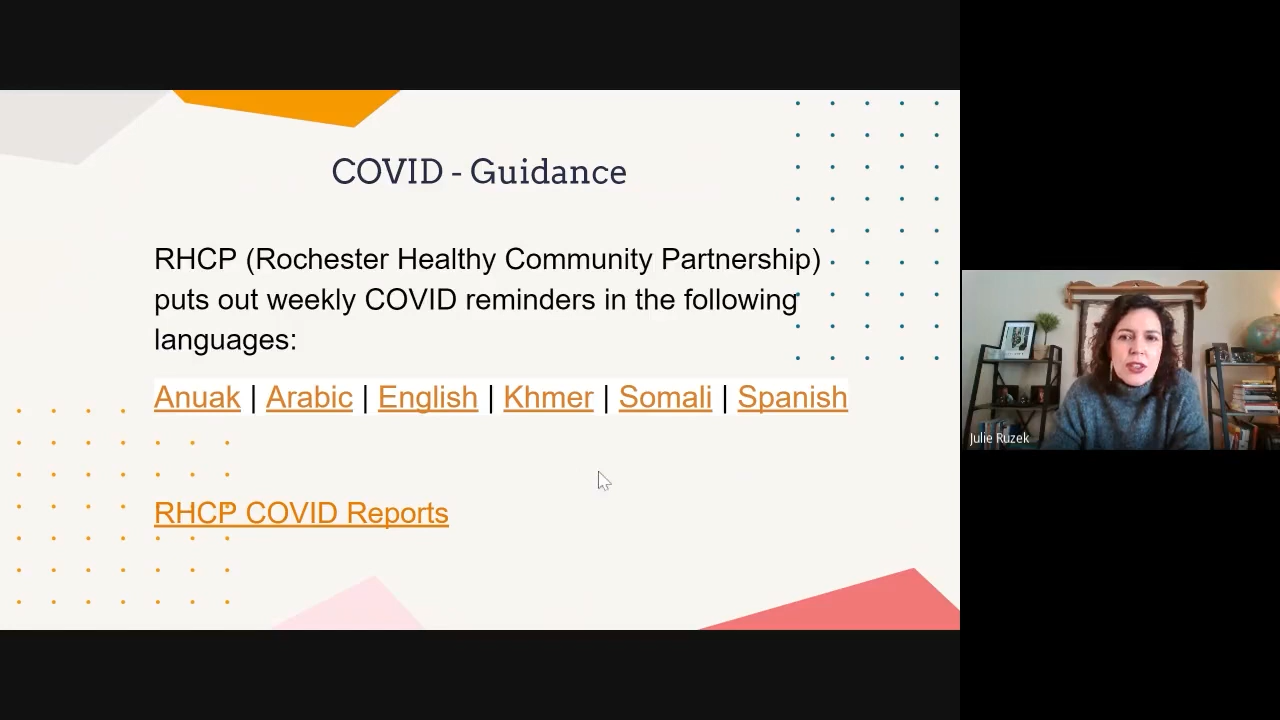 COVID - Guidance
RHCP (Rochester Healthy Community Partnership)
puts out weekly COVID reminders in the following
languages:
Anuak | Arabic | English | Khmer | Somali | Spanish
RHCP COVID Reports
Julie Ruzek